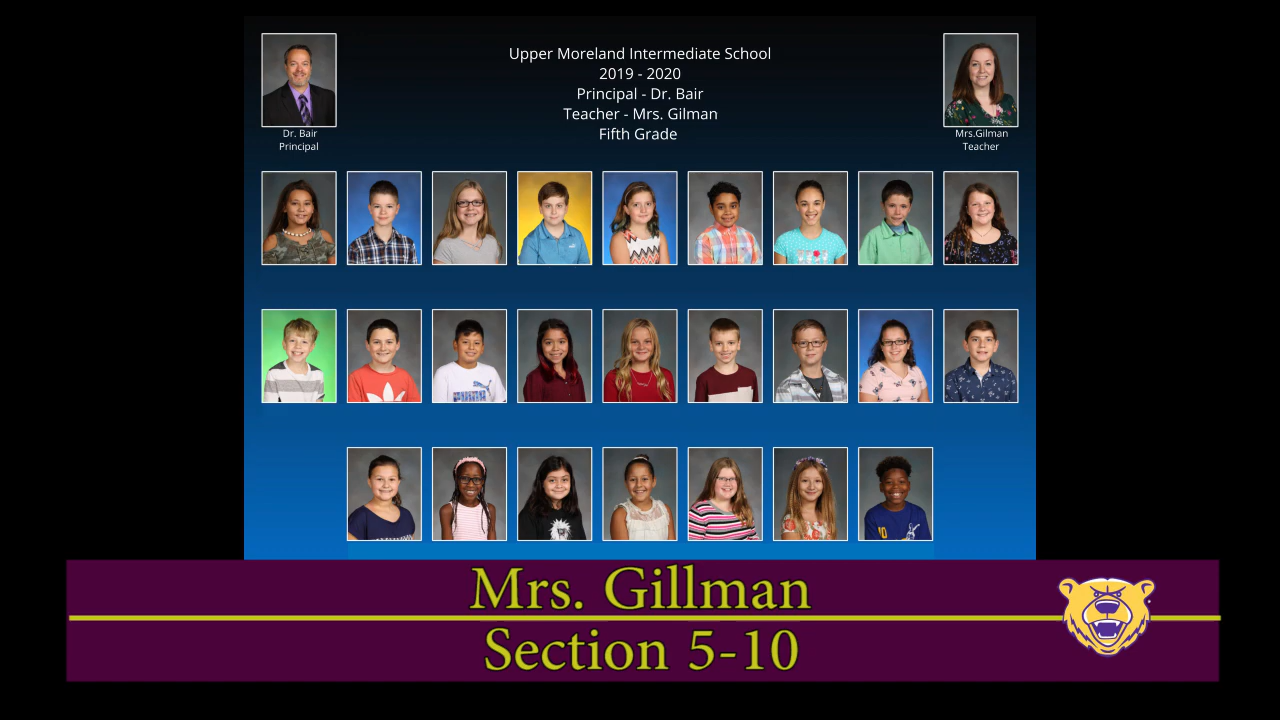 Upper Moreland Intermediate School
2019 - 2020
Principal - Dr. Bair
Teacher - Mrs. Gilman
Fifth Grade
Dr. Bair
Principal
Mrs.Gilman
Teacher
Mrs. Gillman
Section 5-10